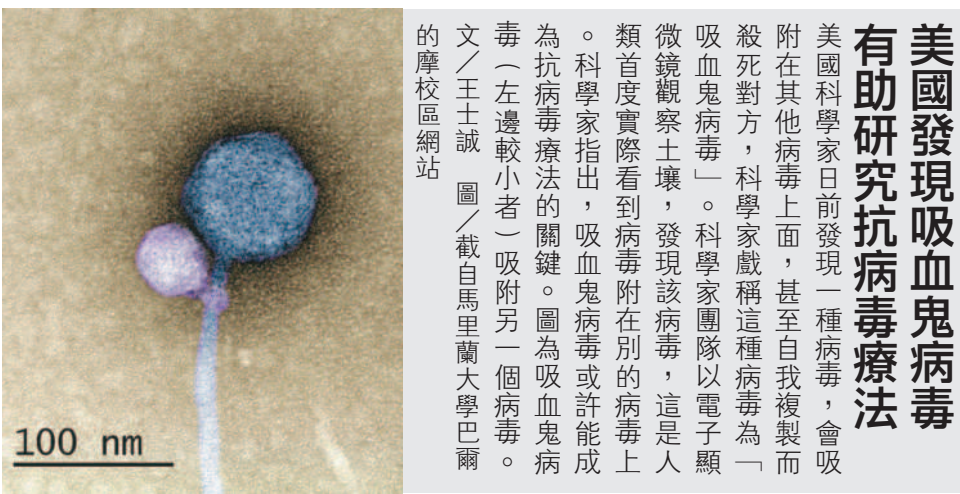 美國發現吸血鬼病毒
有助研究抗病毒療法
美國科學家日前發現一種病毒，會吸
附在其他病毒上面，甚至自我複製而
殺死對方，科學家戲稱這種病毒為「
吸血鬼病毒」。科學家團隊以電子顯
微鏡觀察土壤，發現該病毒，這是人
類首度實際看到病毒附在別的病毒上
。科學家指出，吸血鬼病毒或許能成
為抗病毒療法的關鍵。圖為吸血鬼病
毒（左邊較小者）吸附另一個病毒。
文／王士誠　圖／截自馬里蘭大學巴爾
的摩校區網站
100 nm